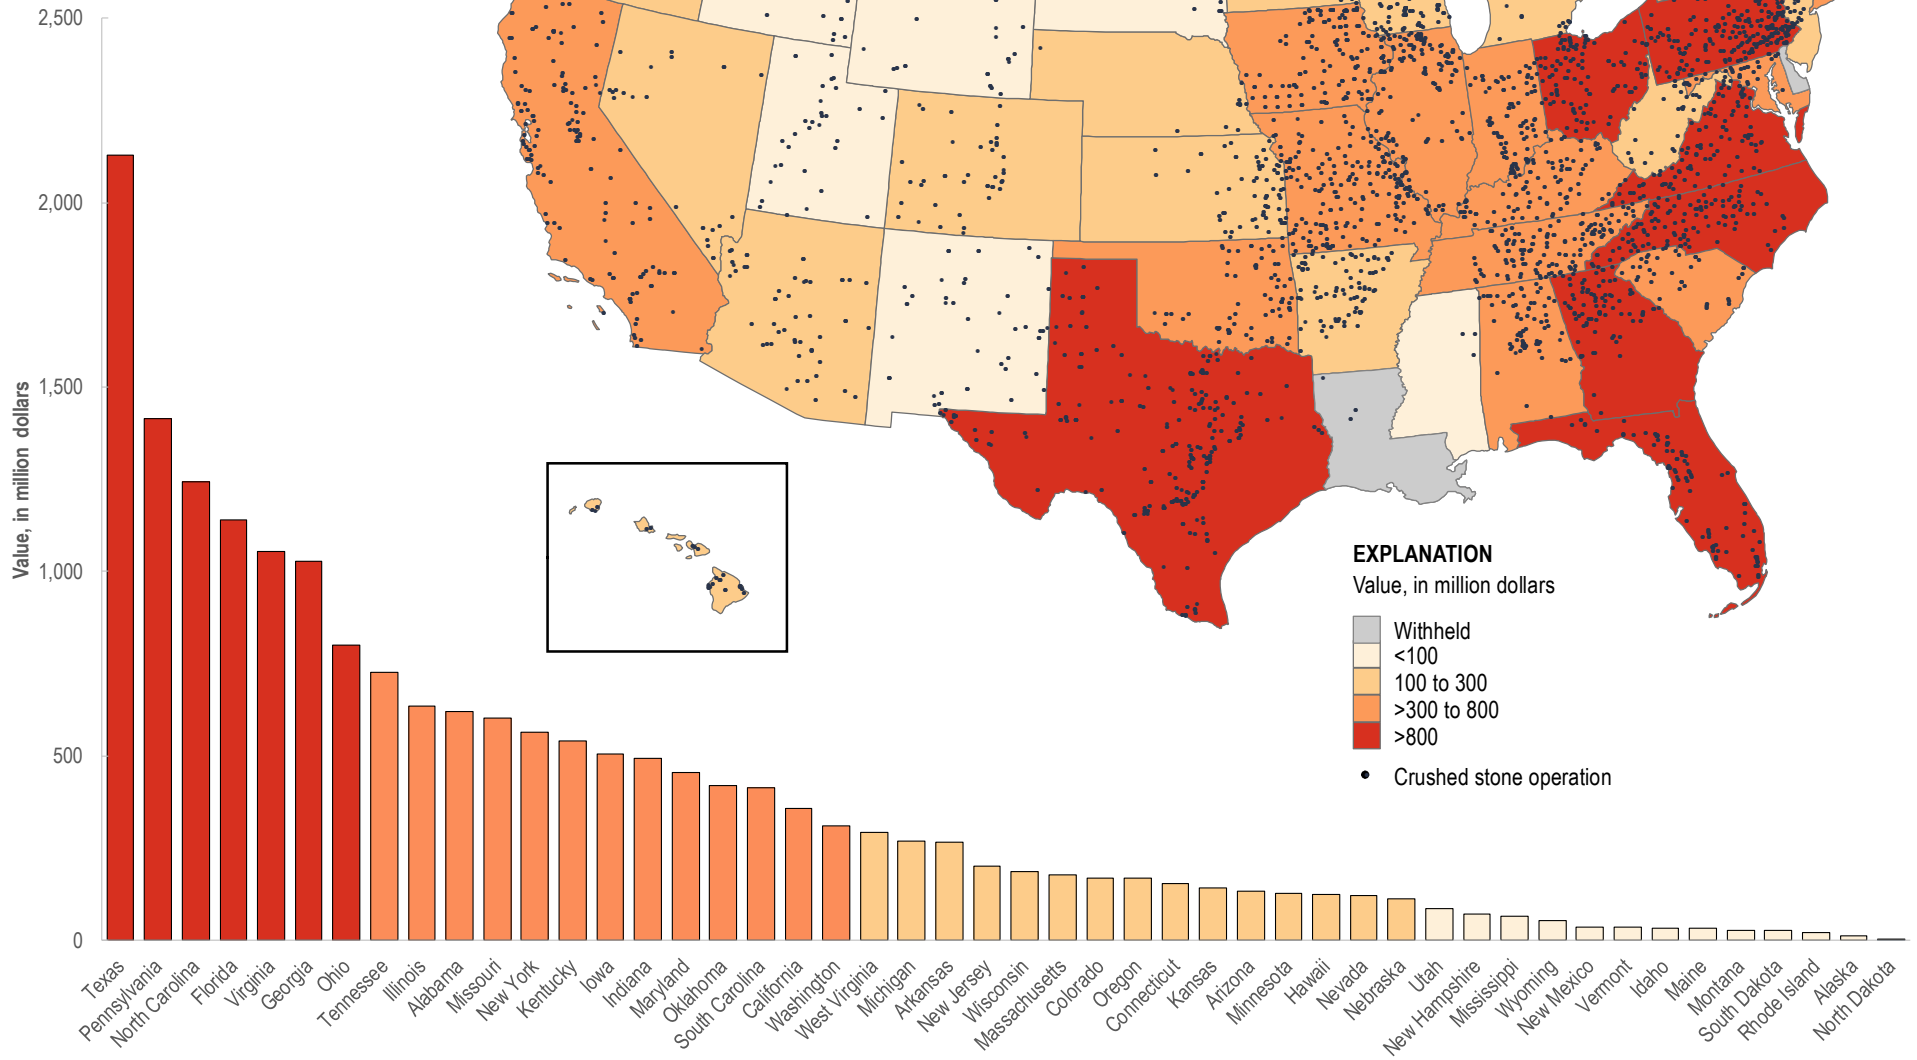 2,500
2,000
1,500
1,000
500
0
Value, in million dollars
EXPLANATION
Value, in million dollars
Withheld
<100
100 to 300
>300 to 800
>800
Crushed stone operation
Texas
Pennsylvania
North Carolina
Florida
Virginia
Georgia
Ohio
Tennessee
Illinois
Alabama
Missouri
New York
Kentucky
Iowa
Indiana
Maryland
Oklahoma
South Carolina
California
Washington
West Virginia
Michigan
Arkansas
New Jersey
Wisconsin
Massachusetts
Colorado
Oregon
Connecticut
Kansas
Arizona
Minnesota
Hawaii
Nevada
Nebraska
Utah
New Hampshire
Mississippi
Wyoming
New Mexico
Vermont
Idaho
Maine
Montana
South Dakota
Rhode Island
Alaska
North Dakota